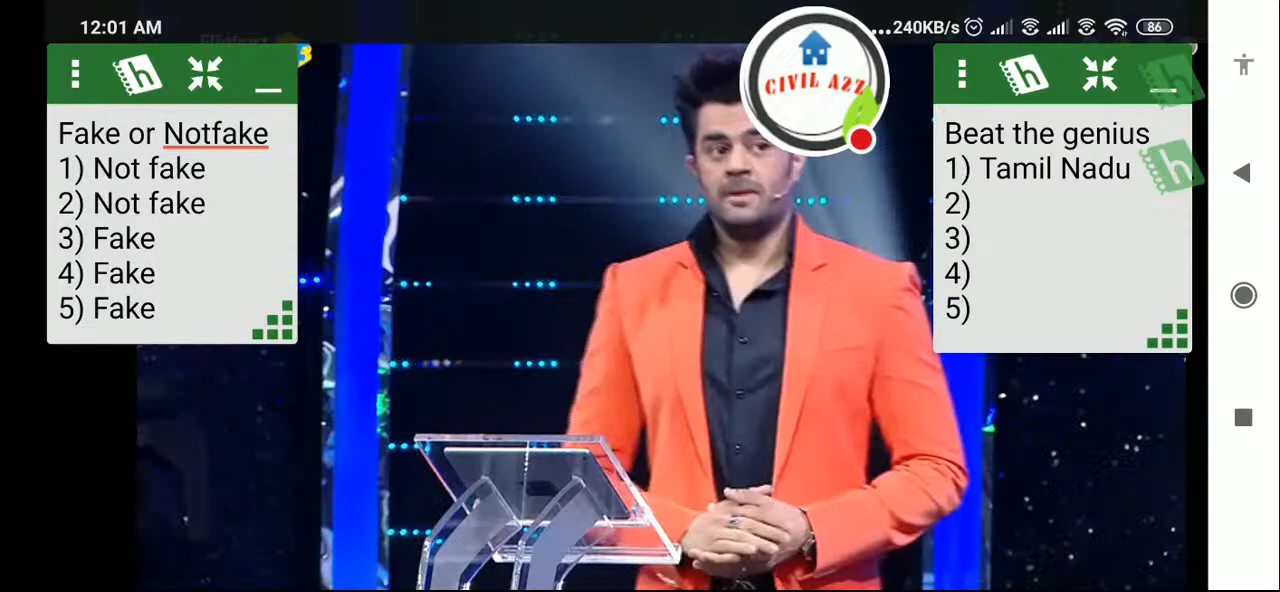 12:01 AM
...240KB/s
86
CIVIL A2Z
h
Fake or Notfake
1) Not fake
2) Not fake
3) Fake
4) Fake
5) Fake
h
Beat the genius
1) Tamil Nadu
2)
3)
4)
5)
h
h